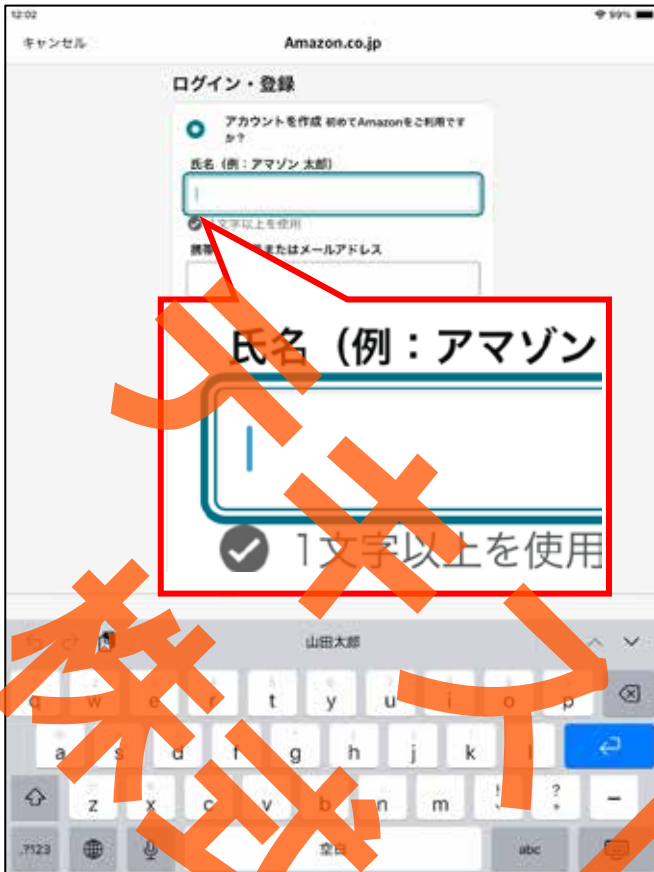 12:02
99%
キャンセル
Amazon.co.jp
ログイン・登録
アカウントを作成 初めてAmazonをご利用です
か?
氏名 (例:アマゾン 太郎)
1文字以上を使用
またはメールアドレス
氏名 (例:アマゾン
1文字以上を使用
山田太郎
q w e r t y u i o p
a s d f g h j k l
z x c v b n m ! ? –
.?123 空白 abc
株式